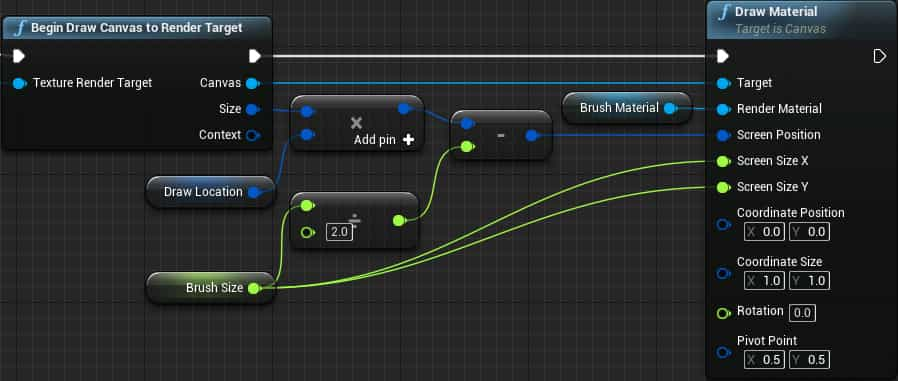 f Begin Draw Canvas to Render Target
Texture Render Target
Canvas
Size
Context
×
Add pin +
-
Draw Location
÷
2.0
Brush Size
Brush Material
f Draw Material
Target is Canvas
Target
Render Material
Screen Position
Screen Size X
Screen Size Y
Coordinate Position
X 0.0 Y 0.0
Coordinate Size
X 1.0 Y 1.0
Rotation 0.0
Pivot Point
X 0.5 Y 0.5